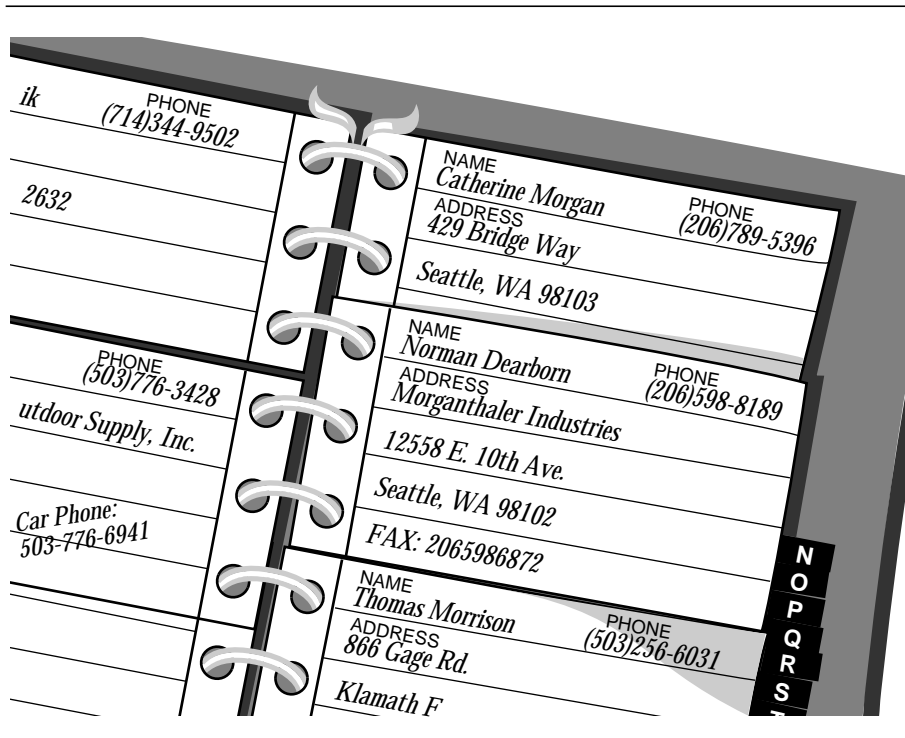 ik
PHONE
(714)344-9502
2632
PHONE
(503)776-3428
utdoor Supply, Inc.
Car Phone:
503-776-6941
NAME
Catherine Morgan
PHONE
(206)789-5396
ADDRESS
429 Bridge Way
Seattle, WA 98103
NAME
Norman Dearborn
PHONE
(206)598-8189
ADDRESS
Morganthaler Industries
12558 E. 10th Ave.
Seattle, WA 98102
FAX: 2065986872
NAME
Thomas Morrison
PHONE
(503)256-6031
ADDRESS
866 Gage Rd.
Klamath F
N
O
P
Q
R
S